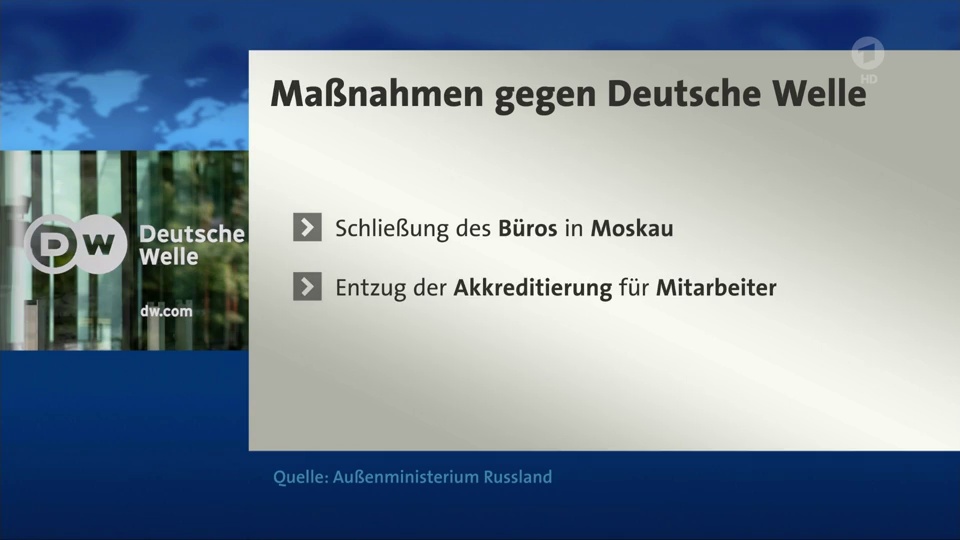 Maßnahmen gegen Deutsche Welle
HD
Schließung des Büros in Moskau
Entzug der Akkreditierung für Mitarbeiter
DW Deutsche
Welle
dw.com
Quelle: Außenministerium Russland